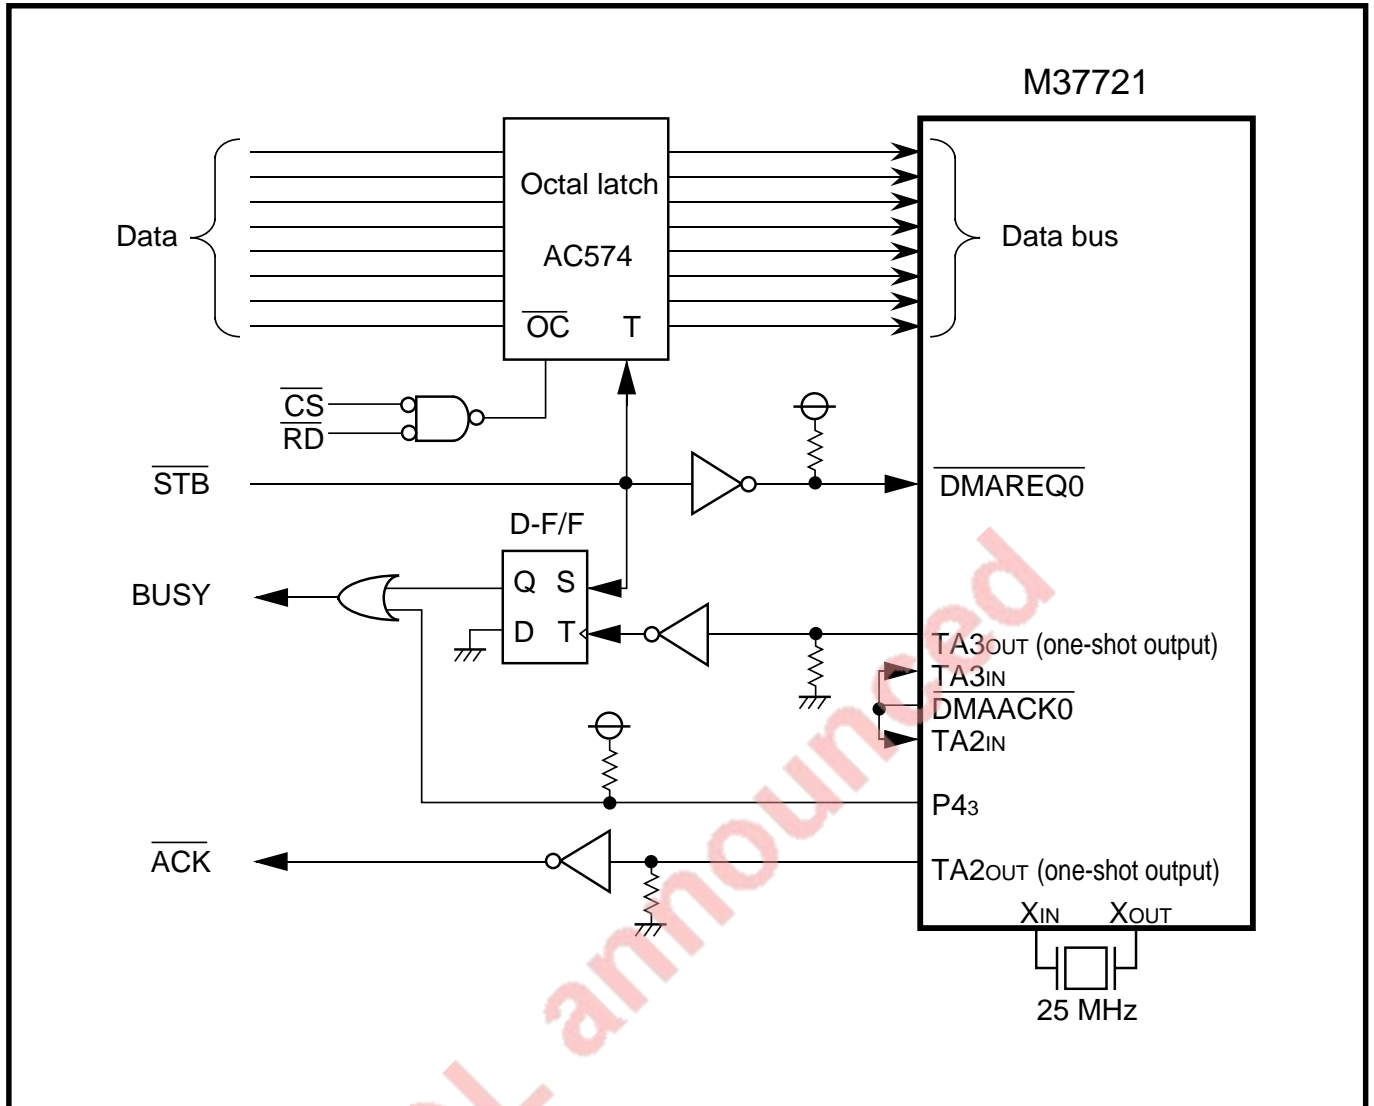 M37721
Octal latch
Data
AC574
Data bus
OC T
CS
RD
STB
DMAREQ0
D-F/F
Q S
BUSY
D T
TA3OUT (one-shot output)
TA3IN
DMAACK0
TA2IN
P43
ACK
TA2OUT (one-shot output)
XIN XOUT
25 MHz
L announced